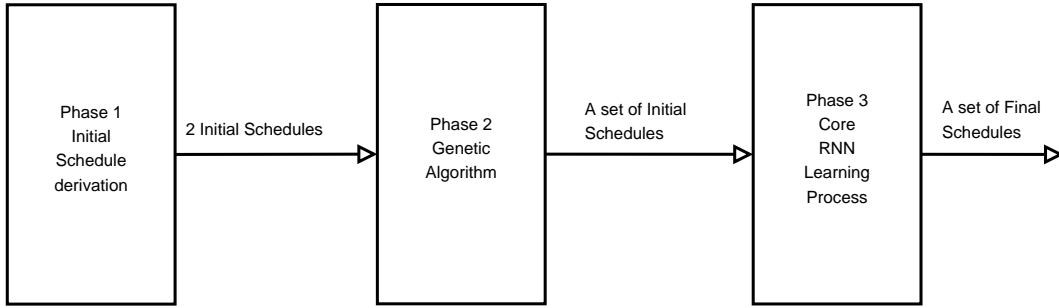 Phase 1
Initial
Schedule
derivation
2 Initial Schedules
Phase 2
Genetic
Algorithm
A set of Initial
Schedules
Phase 3
Core
RNN
Learning
Process
A set of Final
Schedules